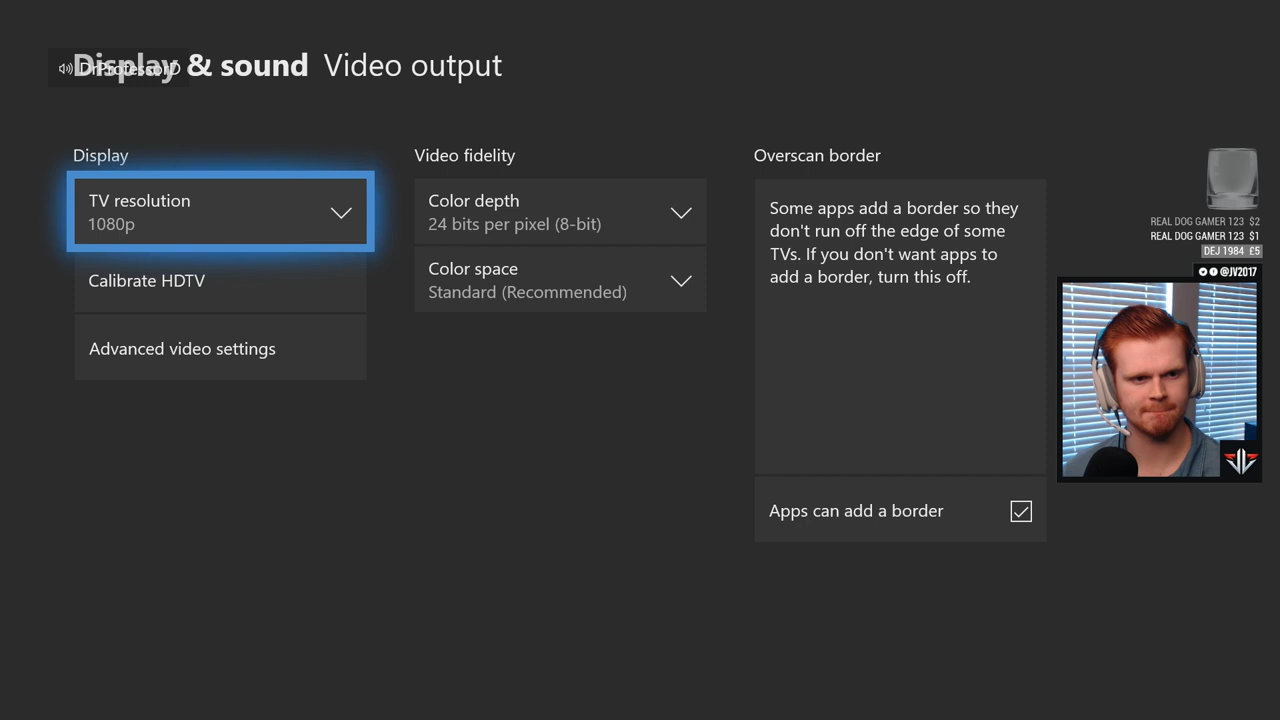 Display & sound Video output
DrProfessorD
Display
TV resolution
1080p
Calibrate HDTV
Advanced video settings
Video fidelity
Color depth
24 bits per pixel (8-bit)
Color space
Standard (Recommended)
Overscan border
Some apps add a border so they
don't run off the edge of some
TVs. If you don't want apps to
add a border, turn this off.
Apps can add a border
REAL DOG GAMER 123 $2
REAL DOG GAMER 123 $1
DEJ 1984 £5
@JV2017